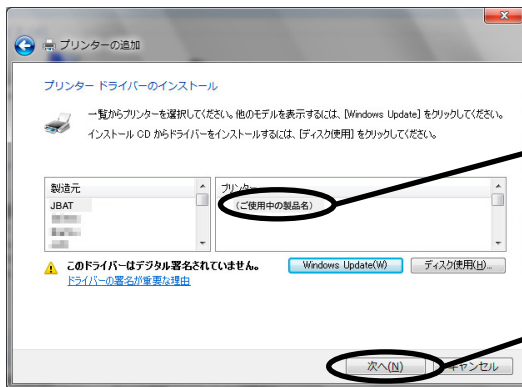 プリンターの追加
プリンター ドライバーのインストール
一覧からプリンターを選択してください。他のモデルを表示するには、[Windows Update] をクリックしてください。
インストール CD からドライバーをインストールするには、[ディスク使用] をクリックしてください。
製造元
プリンター
JBAT
(ご使用中の製品名)
このドライバーはデジタル署名されていません。
Windows Update(W)
ディスク使用(H)...
ドライバーの署名が重要な理由
次へ(N)
キャンセル